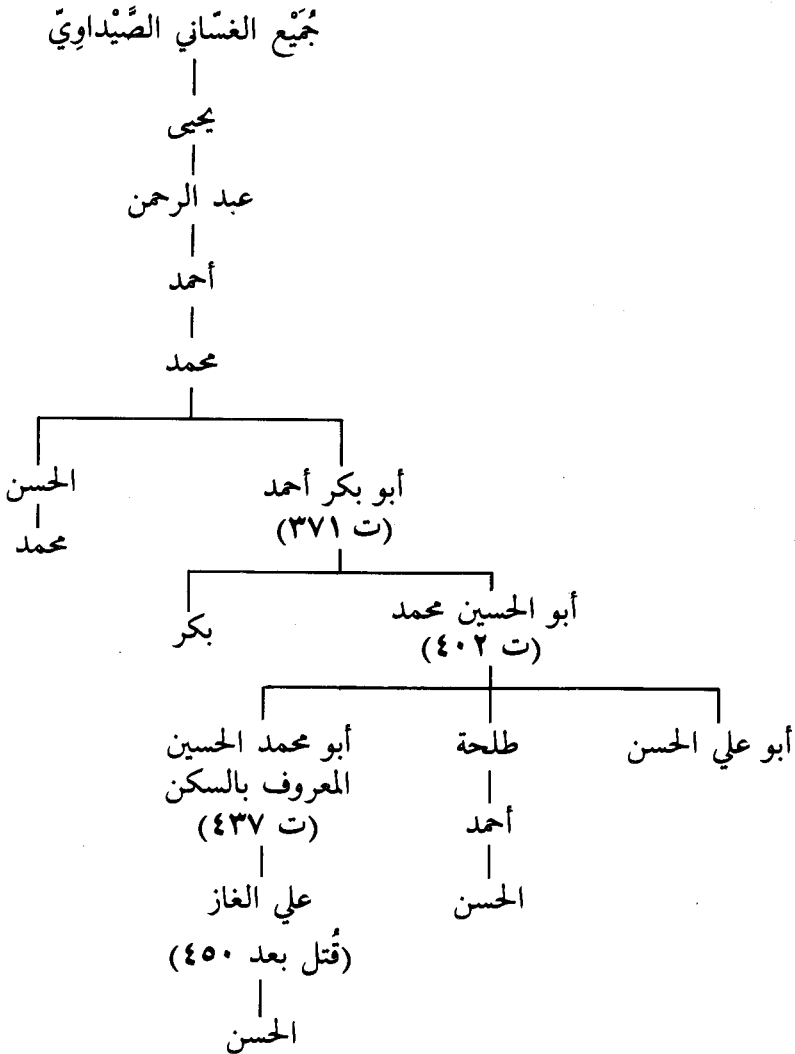 جُمَيْع الغسّاني الصَّيْداوِيّ
يحيى
عبد الرحمن
أحمد
محمد
أبو بكر أحمد
(ت ٣٧١)
الحسن
محمد
أبو الحسين محمد
(ت ٤٠٢)
بكر
أبو علي الحسن
طلحة
أحمد
الحسن
أبو محمد الحسين
المعروف بالسكن
(ت ٤٣٧)
علي الغاز
(قُتل بعد ٤٥٠)
الحسن